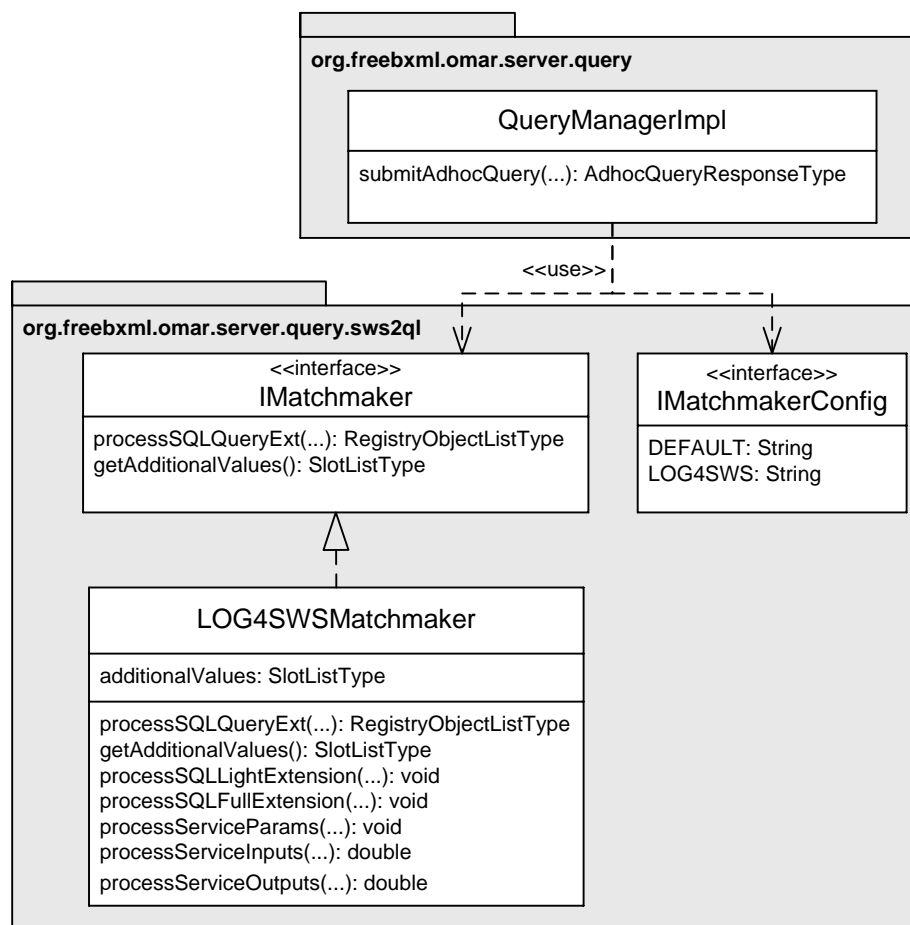 org.freebxml.omar.server.query
QueryManagerImpl
submitAdhocQuery(...): AdhocQueryResponseType
<<use>>
org.freebxml.omar.server.query.sws2ql
<<interface>>
IMatchmaker
processSQLQueryExt(...): RegistryObjectListType
getAdditionalValues(): SlotListType
<<interface>>
IMatchmakerConfig
DEFAULT: String
LOG4SWS: String
LOG4SWSMatchmaker
additionalValues: SlotListType
processSQLQueryExt(...): RegistryObjectListType
getAdditionalValues(): SlotListType
processSQLLightExtension(...): void
processSQLFullExtension(...): void
processServiceParams(...): void
processServiceInputs(...): double
processServiceOutputs(...): double